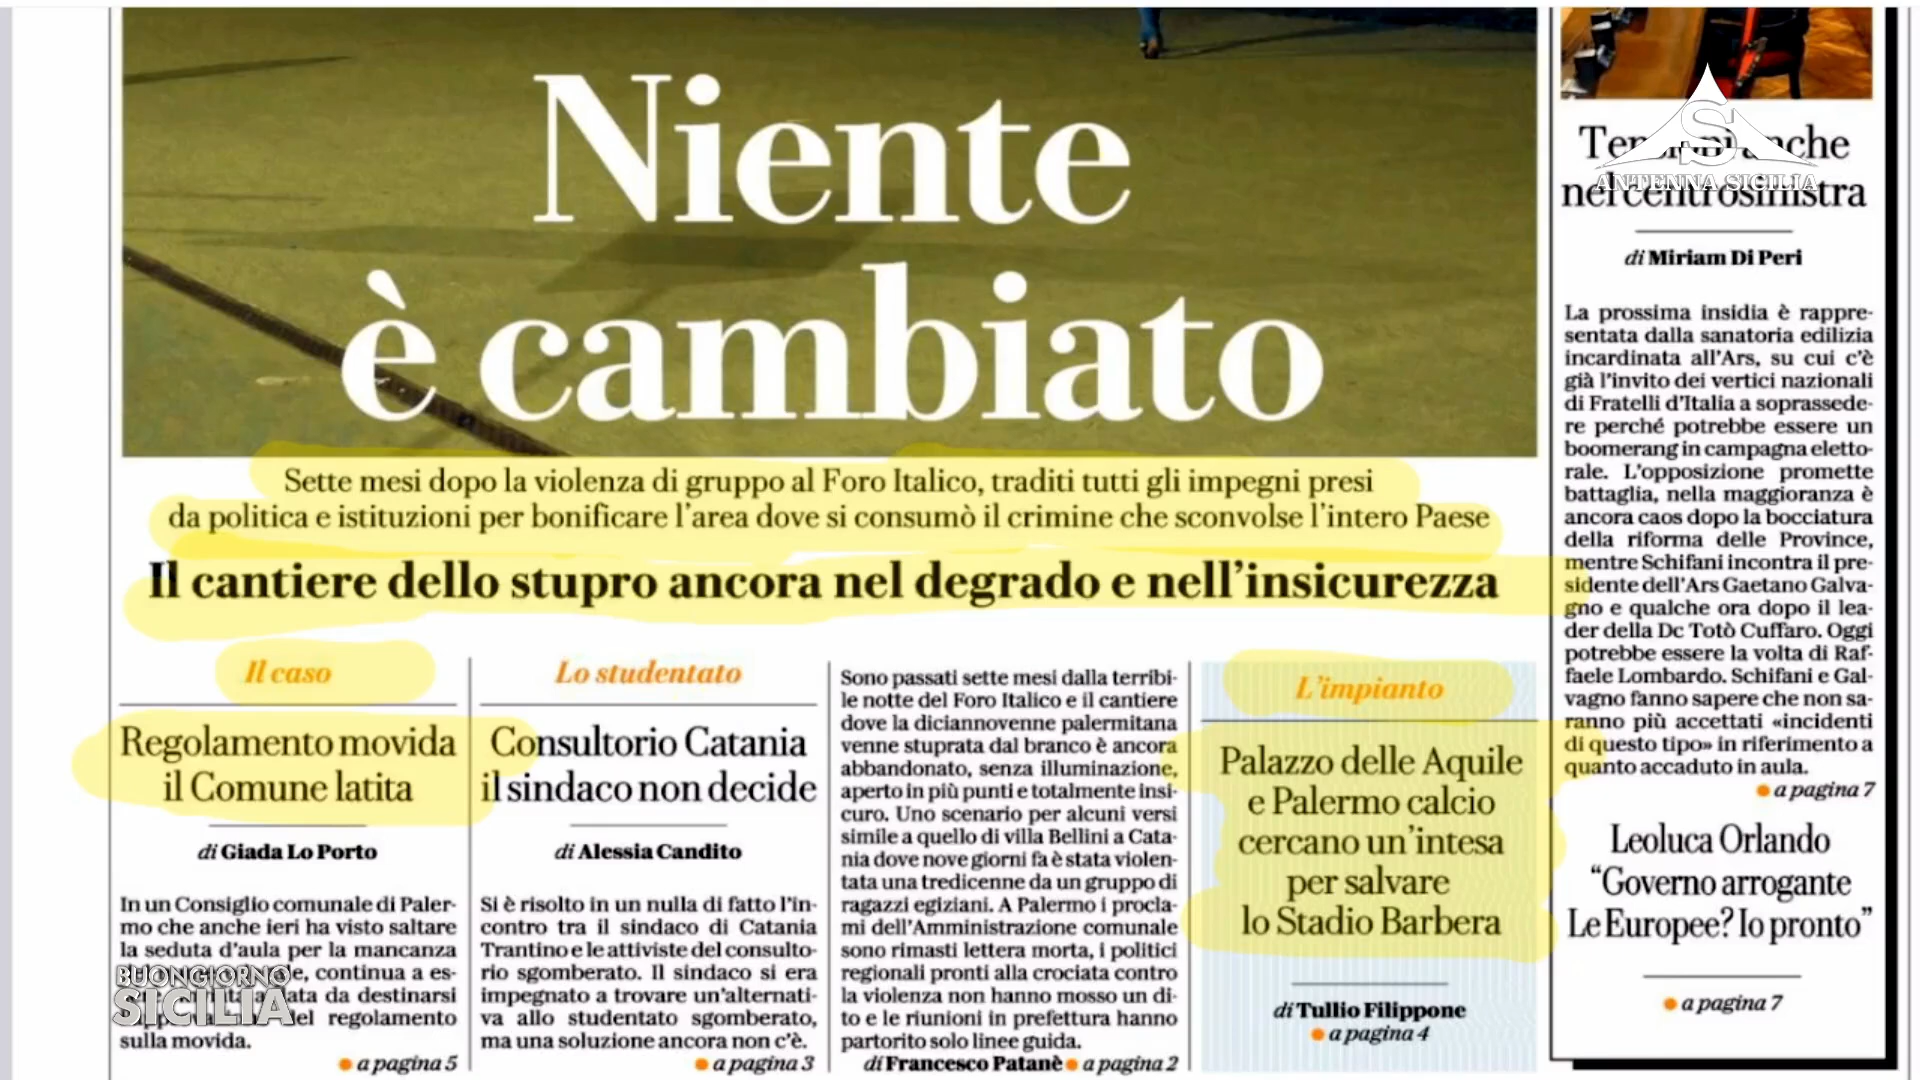 Niente
è cambiato
Sette mesi dopo la violenza di gruppo al Foro Italico, traditi tutti gli impegni presi
da politica e istituzioni per bonificare l'area dove si consumò il crimine che sconvolse l'intero Paese
Il cantiere dello stupro ancora nel degrado e nell'insicurezza
Il caso
Regolamento movida
il Comune latita
di Giada Lo Porto
In un Consiglio comunale di Paler-
mo che anche ieri ha visto saltare
la seduta d'aula per la mancanza
continua a es-
data da destinarsi
del regolamento
sulla movida.
a pagina 5
Lo studentato
Consultorio Catania
il sindaco non decide
di Alessia Candito
Si è risolto in un nulla di fatto l'in-
contro tra il sindaco di Catania
Trantino e le attiviste del consulto-
rio sgomberato. Il sindaco si era
impegnato a trovare un'alternati-
va allo studentato sgomberato,
ma una soluzione ancora non c'è.
a pagina 3
Sono passati sette mesi dalla terribi-
le notte del Foro Italico e il cantiere
dove la diciannovenne palermitana
venne stuprata dal branco è ancora
abbandonato, senza illuminazione,
aperto in più punti e totalmente insi-
curo. Uno scenario per alcuni versi
simile a quello di villa Bellini a Cata-
nia dove nove giorni fa è stata violen-
tata una tredicenne da un gruppo di
ragazzi egiziani. A Palermo i procla-
mi dell'Amministrazione comunale
sono rimasti lettera morta, i politici
regionali pronti alla crociata contro
la violenza non hanno mosso un di-
to e le riunioni in prefettura hanno
partorito solo linee guida.
di Francesco Patanè a pagina 2
L'impianto
Palazzo delle Aquile
e Palermo calcio
cercano un'intesa
per salvare
lo Stadio Barbera
di Tullio Filippone
a pagina 4
Tensioni anche
nel centrosinistra
di Miriam Di Peri
La prossima insidia è rappre-
sentata dalla sanatoria edilizia
incardinata all'Ars, su cui c'è
già l'invito dei vertici nazionali
di Fratelli d'Italia a soprassede-
re perché potrebbe essere un
boomerang in campagna eletto-
rale. L'opposizione promette
battaglia, nella maggioranza è
ancora caos dopo la bocciatura
della riforma delle Province,
mentre Schifani incontra il pre-
sidente dell'Ars Gaetano Galva-
gno e qualche ora dopo il lea-
der della Dc Totò Cuffaro. Oggi
potrebbe essere la volta di Raf-
faele Lombardo. Schifani e Gal-
vagno fanno sapere che non sa-
ranno più accettati «incidenti
di questo tipo» in riferimento a
quanto accaduto in aula.
a pagina 7
Leoluca Orlando
"Governo arrogante
Le Europee? Io pronto"
a pagina 7
S
ANTENNA SICILIA
BUONGIORNO
SICILIA